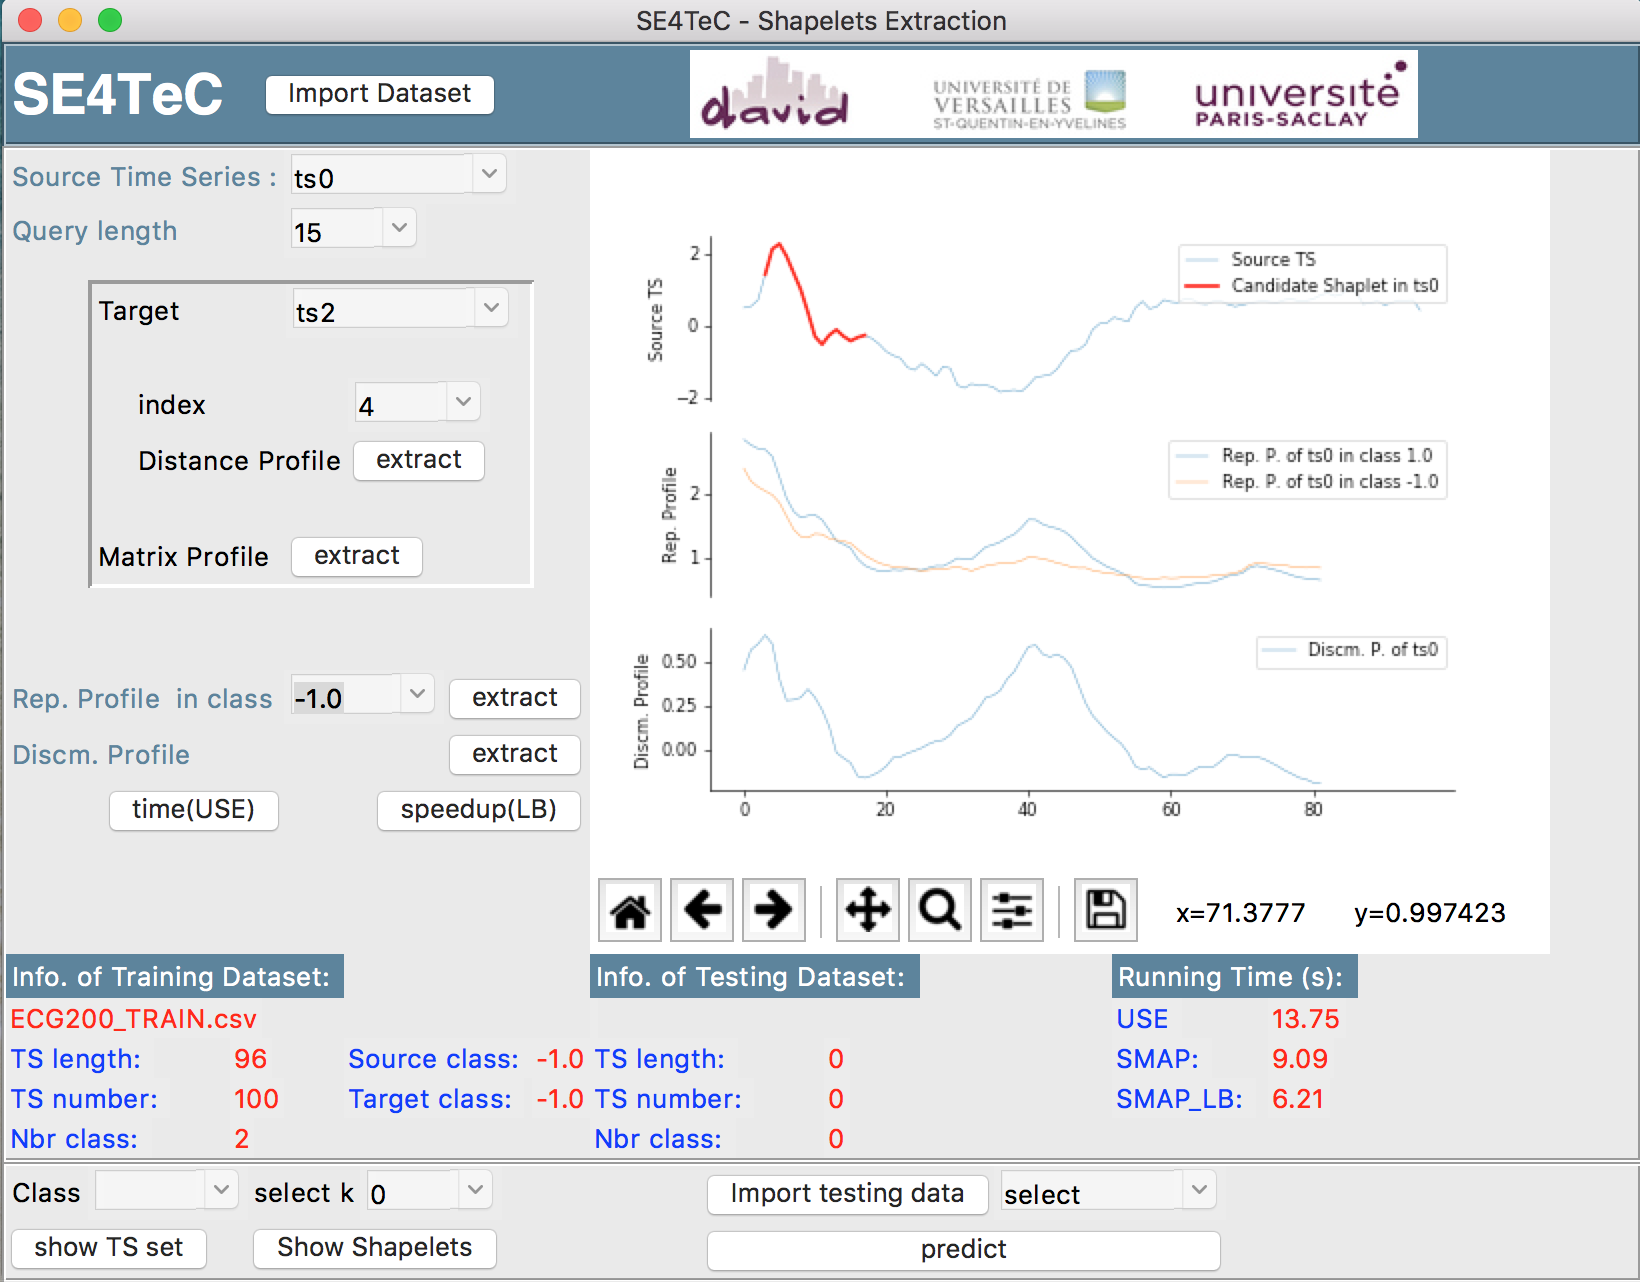 SE4TeC - Shapelets Extraction
SE4TeC
Import Dataset
david
UNIVERSITÉ DE
VERSAILLES
ST-QUENTIN-EN-YVELINES
université
PARIS-SACLAY
Source Time Series :
ts0
Query length
15
Target
ts2
index
4
Distance Profile
extract
Matrix Profile
extract
Rep. Profile in class
-1.0
extract
Discm. Profile
extract
time(USE)
speedup(LB)
Source TS
2
0
−2
Source TS
Candidate Shaplet in ts0
Rep. Profile
2
1
Rep. P. of ts0 in class 1.0
Rep. P. of ts0 in class -1.0
Discm. Profile
0.50
0.25
0.00
Discm. P. of ts0
0 20 40 60 80
x=71.3777 y=0.997423
Info. of Training Dataset:
ECG200_TRAIN.csv
TS length: 96 Source class: -1.0
TS number: 100 Target class: -1.0
Nbr class: 2
Info. of Testing Dataset:
TS length: 0
TS number: 0
Nbr class: 0
Running Time (s):
USE 13.75
SMAP: 9.09
SMAP_LB: 6.21
Class
select k 0
Import testing data
select
show TS set
Show Shapelets
predict